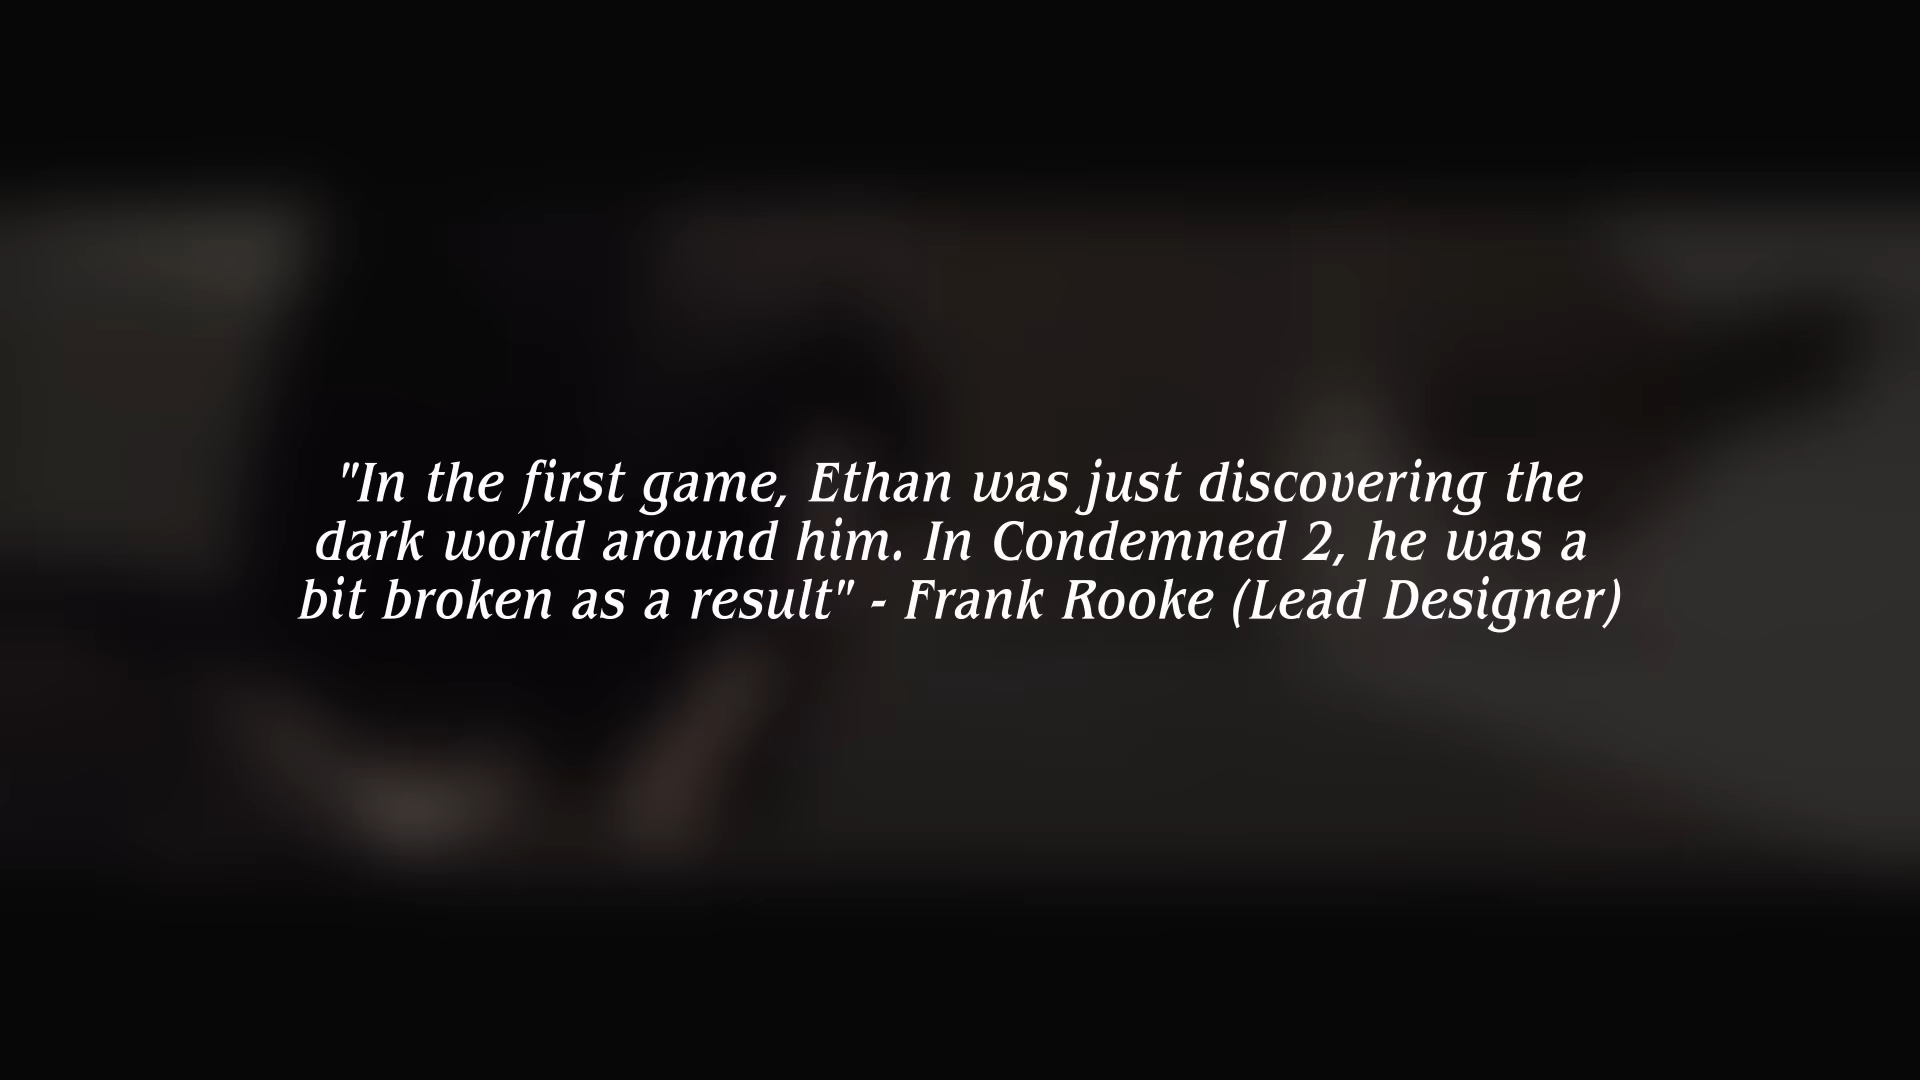 "In the first game, Ethan was just discovering the
dark world around him. In Condemned 2, he was a
bit broken as a result" - Frank Rooke (Lead Designer)